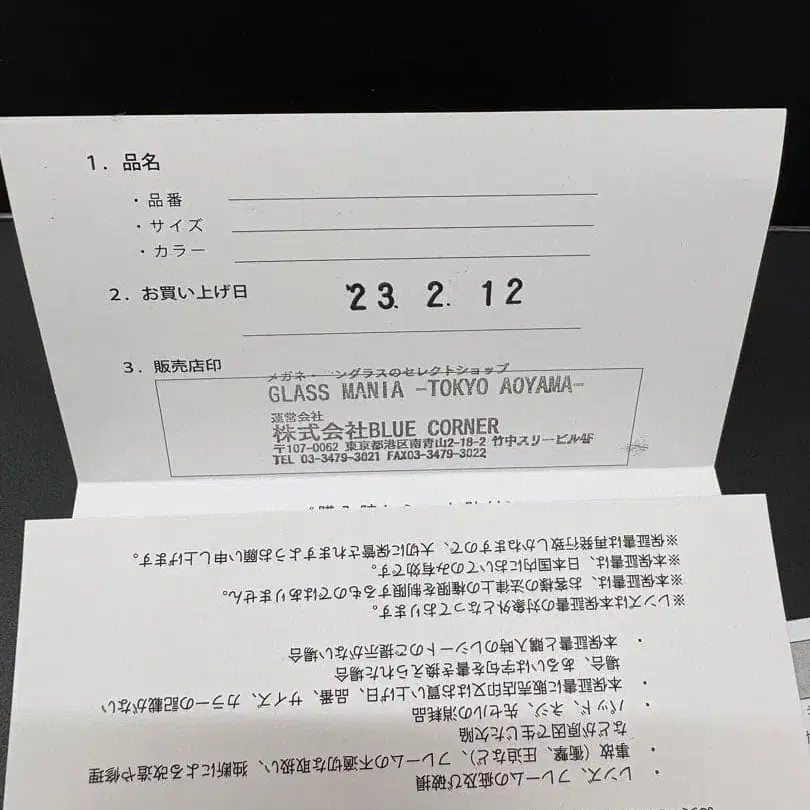 1. 品名
・品番
・サイズ
・カラー
2. お買い上げ日
'23. 2. 12
3. 販売店印
メガネ・ ングラスのセレクトショップ
GLASS MANIA -TOKYO AOYAMA-
運営会社
株式会社BLUE CORNER
〒107-0062 東京都港区南青山2-18-2 竹中スリービル4F
TEL 03-3479-3021 FAX03-3479-3022
レンズ、フレームの疵及び破損
・事故(衝撃、圧迫など)、フレームの不適切な取扱い、独断による改造や修理
などが原因で生じた欠陥
・パッド、ネジ、先セルの消耗品
・本保証書に販売店印又はお買い上げ日、品番、サイズ、カラーの記載がない
場合、あるいは字句を書き換えられた場合
・本保証書と購入時のレシートのご提示がない場合
※レンズは本保証書の対象外となっております。
※本保証書は、お客様の法律上の権限を制限するものではありません。
※本保証書は、日本国内においてのみ有効です。
※保証書は再発行致しかねますので、大切に保管されますようお願い申し上げます。